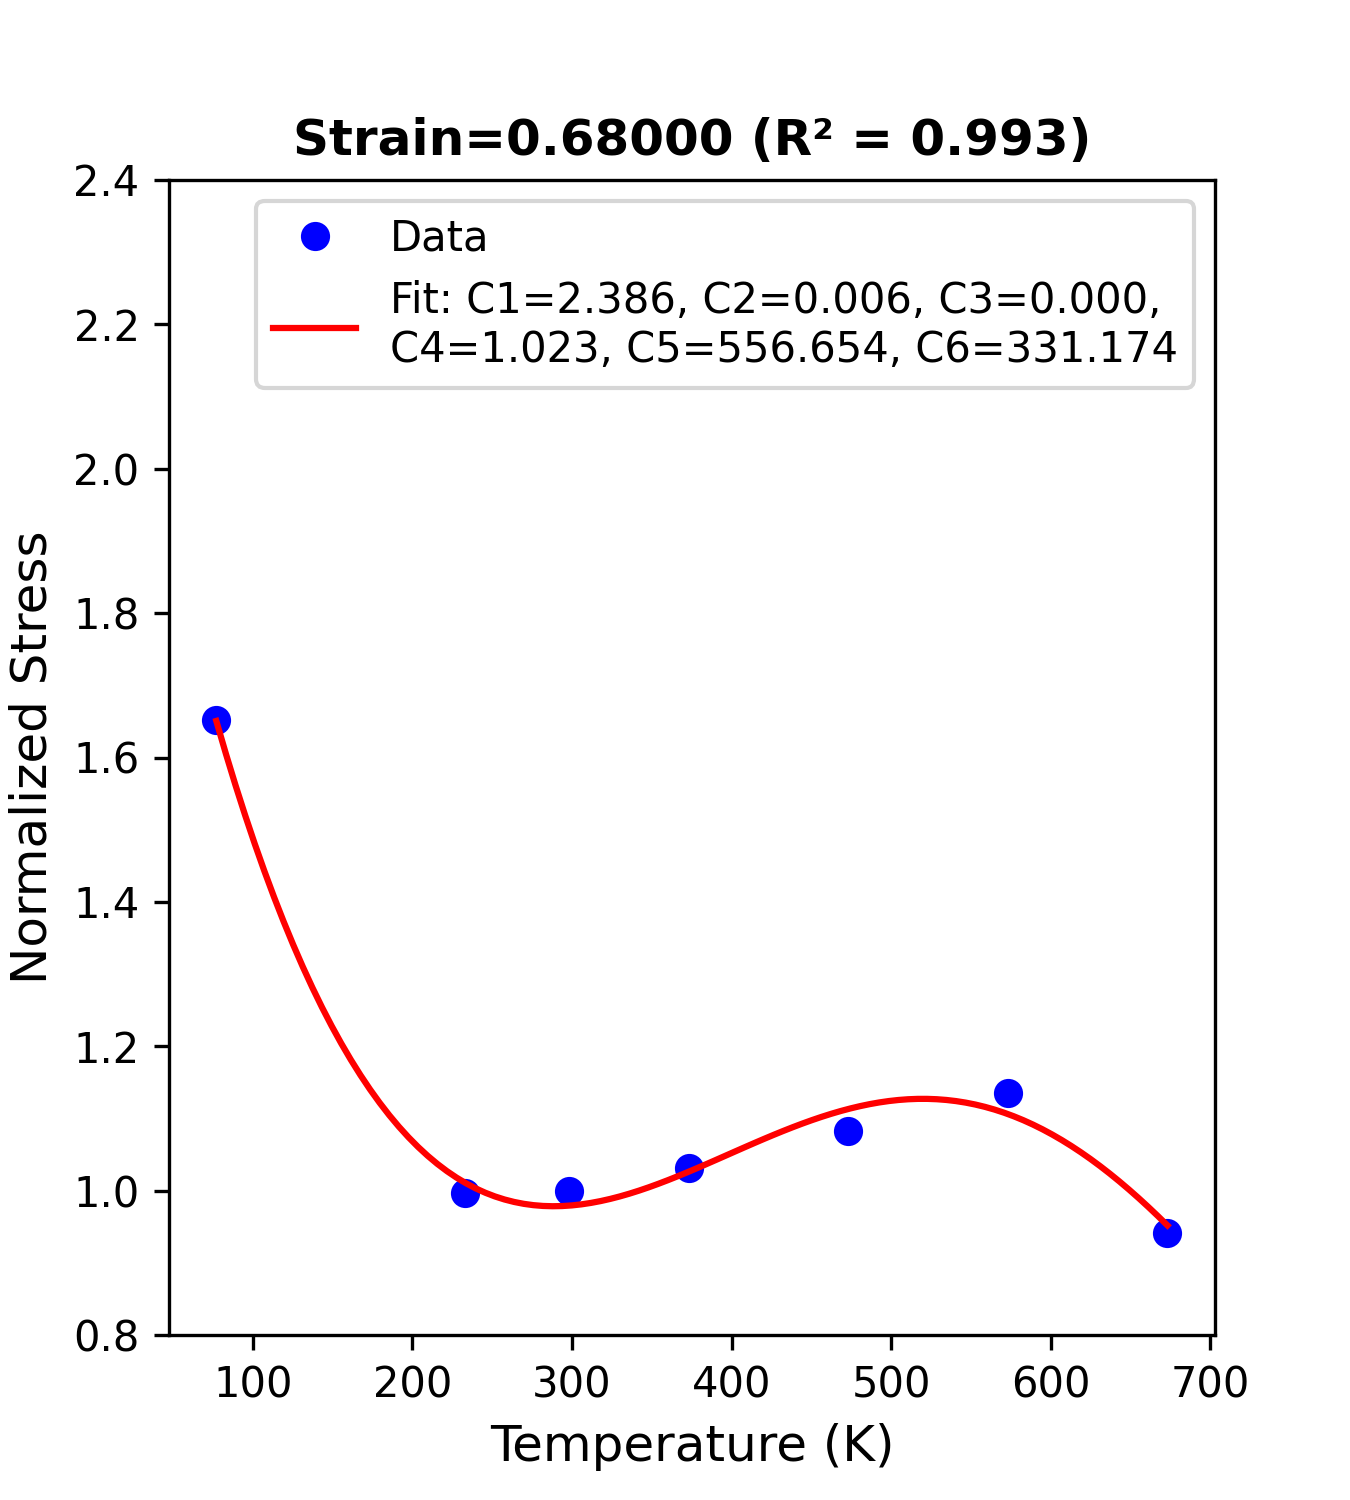 Strain=0.68000 (R² = 0.993)
Data
Fit: C1=2.386, C2=0.006, C3=0.000,
C4=1.023, C5=556.654, C6=331.174
2.4
2.2
2.0
1.8
1.6
1.4
1.2
1.0
0.8
Normalized Stress
100 200 300 400 500 600 700
Temperature (K)